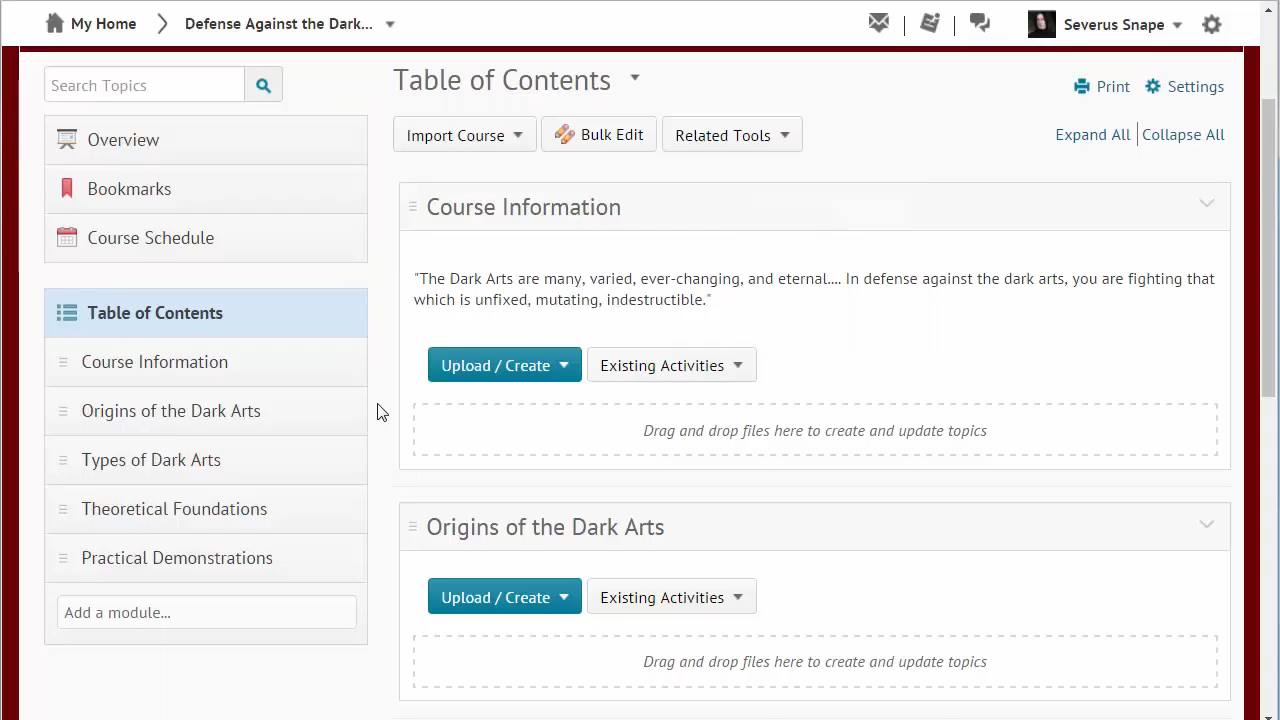 My Home
Defense Against the Dark...
Severus Snape
Search Topics
Overview
Bookmarks
Course Schedule
Table of Contents
Course Information
Origins of the Dark Arts
Types of Dark Arts
Theoretical Foundations
Practical Demonstrations
Add a module...
Table of Contents
Print
Settings
Import Course
Bulk Edit
Related Tools
Expand All
Collapse All
Course Information
"The Dark Arts are many, varied, ever-changing, and eternal.... In defense against the dark arts, you are fighting that
which is unfixed, mutating, indestructible."
Upload / Create
Existing Activities
Drag and drop files here to create and update topics
Origins of the Dark Arts
Upload / Create
Existing Activities
Drag and drop files here to create and update topics